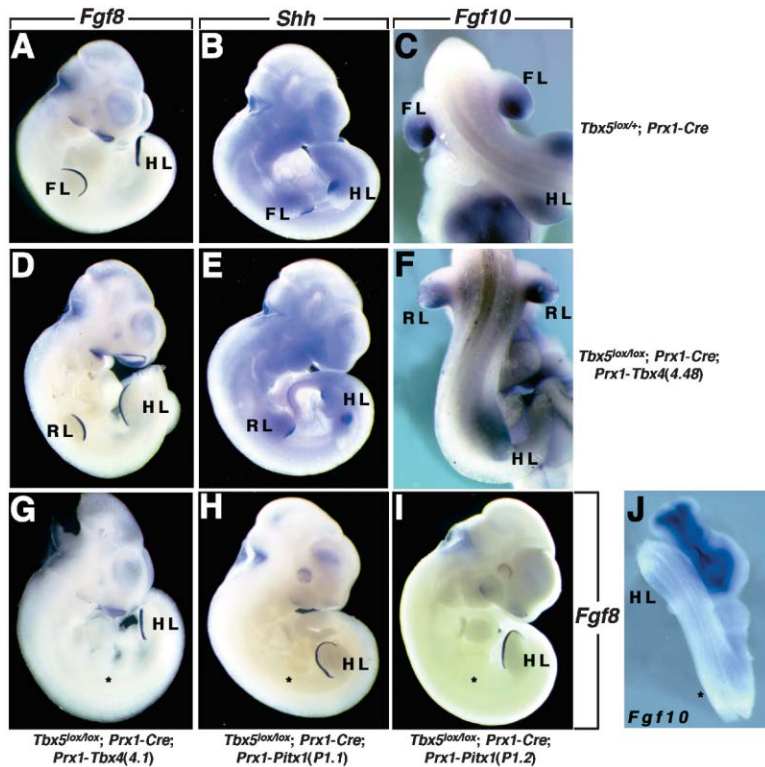 Fgf8 Shh Fgf10
A B C
FL
FL
HL
FL
HL
FL
HL
Tbx5lox/+; Prx1-Cre
D E F
RL RL
RL
HL
RL
HL
HL
Tbx5lox/lox; Prx1-Cre;
Prx1-Tbx4(4.48)
G H I J
HL
*
HL
*
HL
*
Fgf8
HL
*
Fgf10
Tbx5lox/lox; Prx1-Cre;
Prx1-Tbx4(4.1)
Tbx5lox/lox; Prx1-Cre;
Prx1-Pitx1(P1.1)
Tbx5lox/lox; Prx1-Cre;
Prx1-Pitx1(P1.2)